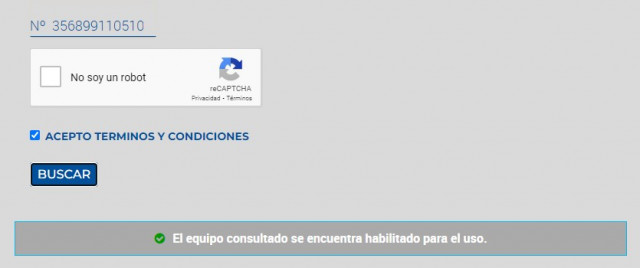 Nº 356899110510
No soy un robot
reCAPTCHA
Privacidad - Términos
ACEPTO TERMINOS Y CONDICIONES
BUSCAR
El equipo consultado se encuentra habilitado para el uso.